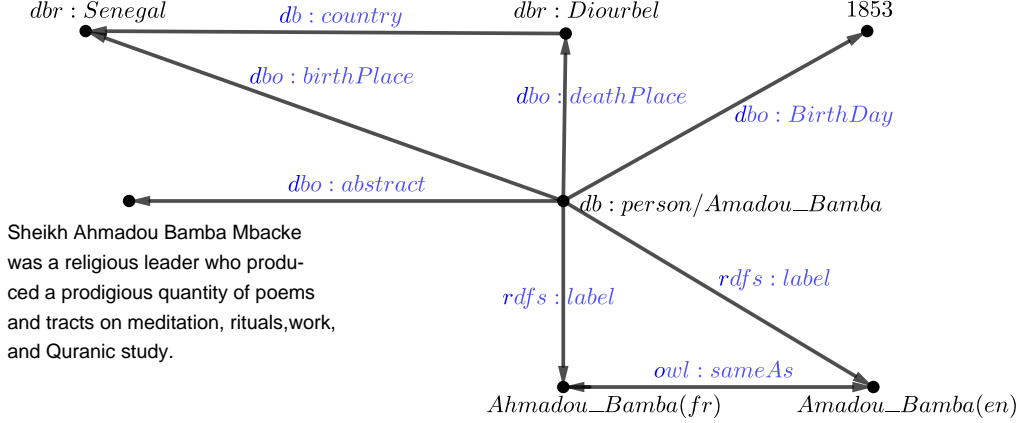 dbr : Senegal
db : country
dbr : Diourbel
1853
dbo : birthPlace
dbo : deathPlace
dbo : BirthDay
dbo : abstract
db : person/Amadou_Bamba
Sheikh Ahmadou Bamba Mbacke
was a religious leader who produ-
ced a prodigious quantity of poems
and tracts on meditation, rituals,work,
and Quranic study.
rdfs : label
rdfs : label
owl : sameAs
Ahmadou_Bamba(fr)
Amadou_Bamba(en)